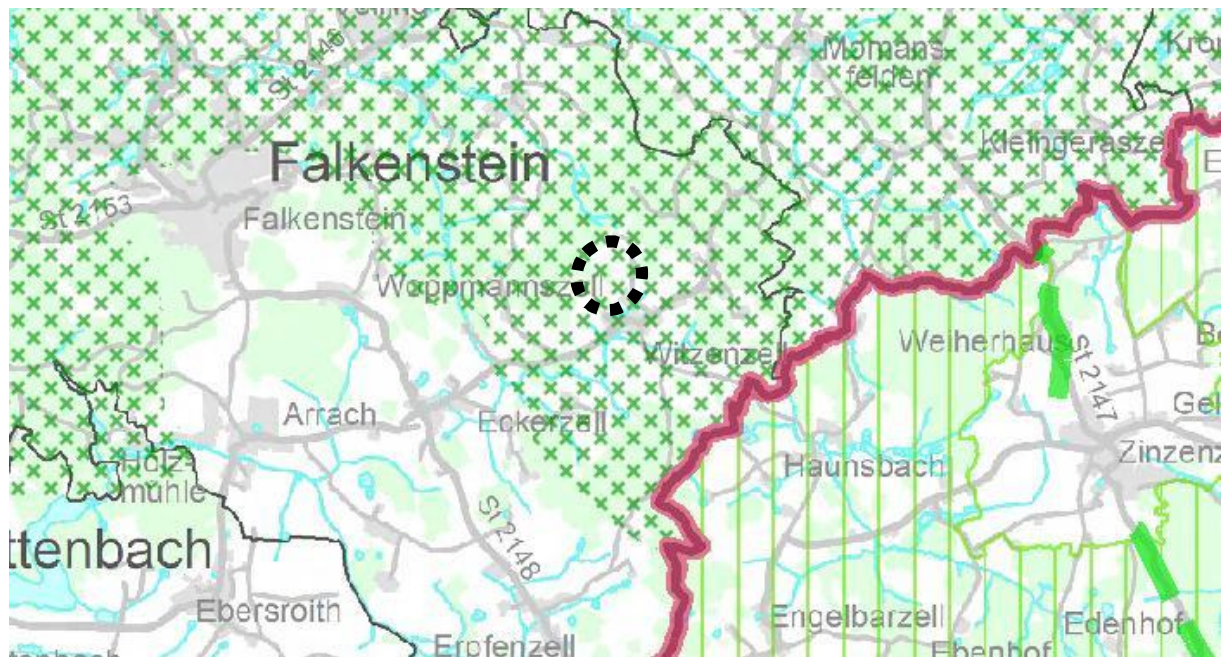 St 2146
Momans-
felden
Kleingerasze
Falkenstein
St 2153
Falkenstein
Woppmannszell
Witzenzell
Weiherhaus
St 2147
Arrach
Eckerzell
Haunsbach
Zinzenz
Holz-
mühle
St 2148
ttenbach
Ebersroith
Engelbarzell
Edenhof
Erpfenzell
Ebenhof